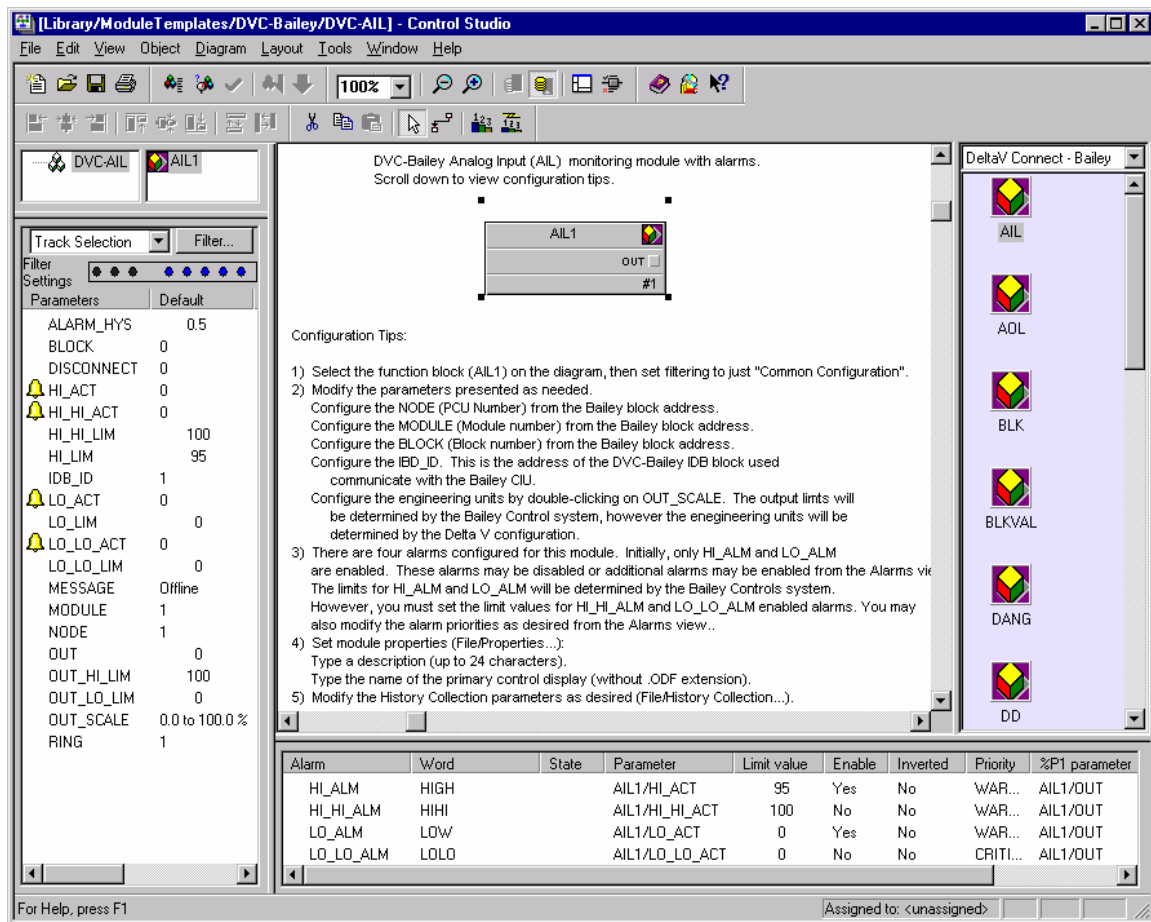 [Library/ModuleTemplates/DVC-Bailey/DVC-AIL] - Control Studio
File Edit View Object Diagram Layout Tools Window Help
100%
DVC-AIL
AIL1
Track Selection Filter...
Filter Settings
Parameters Default
ALARM_HYS 0.5
BLOCK 0
DISCONNECT 0
HI_ACT 0
HI_HI_ACT 0
HI_HI_LIM 100
HI_LIM 95
IDB_ID 1
LO_ACT 0
LO_LIM 0
LO_LO_ACT 0
LO_LO_LIM 0
MESSAGE Offline
MODULE 1
NODE 1
OUT 0
OUT_HI_LIM 100
OUT_LO_LIM 0
OUT_SCALE 0.0 to 100.0 %
RING 1
DVC-Bailey Analog Input (AIL) monitoring module with alarms.
Scroll down to view configuration tips.
AIL1
OUT
#1
Configuration Tips:
1) Select the function block (AIL1) on the diagram, then set filtering to just "Common Configuration".
2) Modify the parameters presented as needed.
Configure the NODE (PCU Number) from the Bailey block address.
Configure the MODULE (Module number) from the Bailey block address.
Configure the BLOCK (Block number) from the Bailey block address.
Configure the IBD_ID. This is the address of the DVC-Bailey IDB block used
communicate with the Bailey CIU.
Configure the engineering units by double-clicking on OUT_SCALE. The output limts will
be determined by the Bailey Control system, however the enegineering units will be
determined by the Delta V configuration.
3) There are four alarms configured for this module. Initially, only HI_ALM and LO_ALM
are enabled. These alarms may be disabled or additional alarms may be enabled from the Alarms vie
The limits for HI_ALM and LO_ALM will be determined by the Bailey Controls system.
However, you must set the limit values for HI_HI_ALM and LO_LO_ALM enabled alarms. You may
also modify the alarm priorities as desired from the Alarms view..
4) Set module properties (File/Properties...):
Type a description (up to 24 characters).
Type the name of the primary control display (without .ODF extension).
5) Modify the History Collection parameters as desired (File/History Collection...).
DeltaV Connect - Bailey
AIL
AOL
BLK
BLKVAL
DANG
DD
Alarm Word State Parameter Limit value Enable Inverted Priority %P1 parameter
HI_ALM HIGH AIL1/HI_ACT 95 Yes No WAR... AIL1/OUT
HI_HI_ALM HIHI AIL1/HI_HI_ACT 100 No No WAR... AIL1/OUT
LO_ALM LOW AIL1/LO_ACT 0 Yes No WAR... AIL1/OUT
LO_LO_ALM LOLO AIL1/LO_LO_ACT 0 No No CRITI... AIL1/OUT
For Help, press F1
Assigned to: <unassigned>